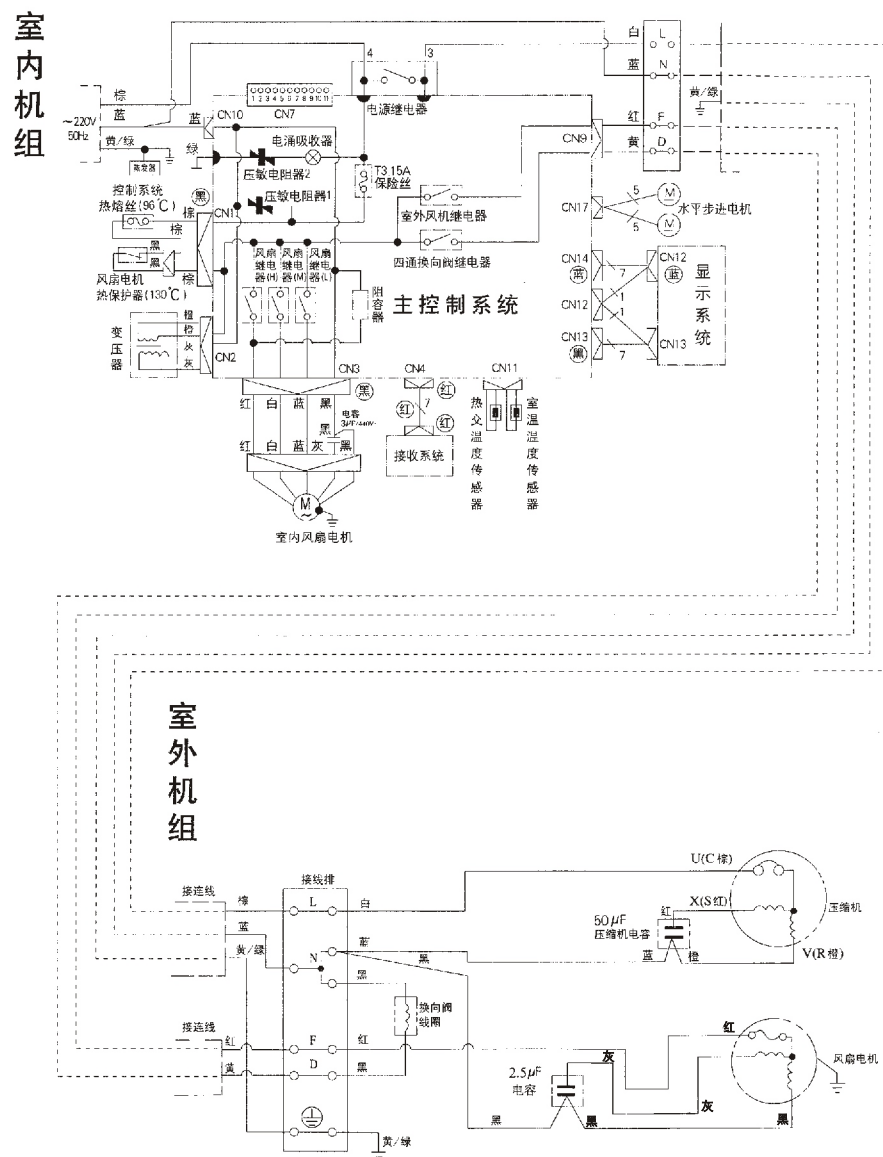 室内机组
4
3
白
L
蓝
N
棕
1 2 3 4 5 6 7 8 9 10 11
电源继电器
黄/绿
蓝
蓝
CN10
CN7
~220V
50Hz
红
F
黄/绿
绿
电涌吸收器
CN9
黄
D
蒸发器
压敏电阻器2
T3.15A
保险丝
控制系统
热熔丝(96℃)
黑
压敏电阻器1
棕
CN11
室外风机继电器
CN17
5
M
水平步进电机
棕
5
M
黑
黑
风扇继电器(H)
风扇继电器(M)
风扇继电器(L)
四通换向阀继电器
CN14
蓝
7
CN12
蓝
显示系统
风扇电机
热保护器(130℃)
棕
阻容器
主控制系统
CN12
1
1
变压器
橙
橙
灰
灰
CN2
CN13
黑
7
CN13
CN3
黑
CN4
红
CN11
红
白
蓝
黑
电容
3μF/440V
红
7
热交温度传感器
室温温度传感器
黑
红
红
白
蓝
灰
黑
接收系统
M
~
室内风扇电机
室外机组
U(C棕)
接连线
接线排
棕
L
白
X(S红)
红
压缩机
50μF
压缩机电容
蓝
蓝
黄/绿
N
黑
蓝
橙
V(R橙)
黑
换向阀
线圈
接连线
红
F
红
红
黄
D
黑
灰
2.5μF
电容
风扇电机
灰
黑
黑
黑
黄/绿